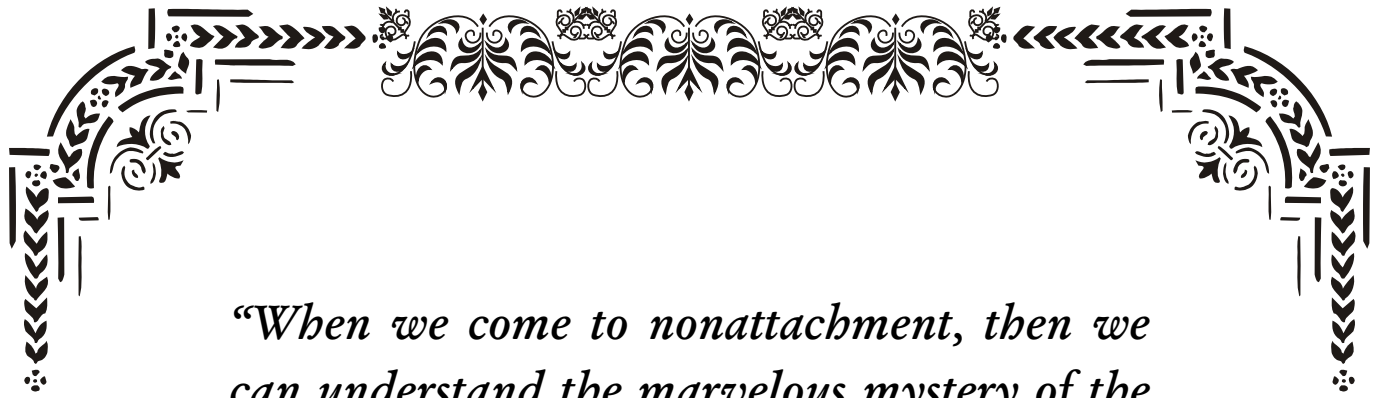 “When we come to nonattachment, then we
can understand the marvelous mystery of the